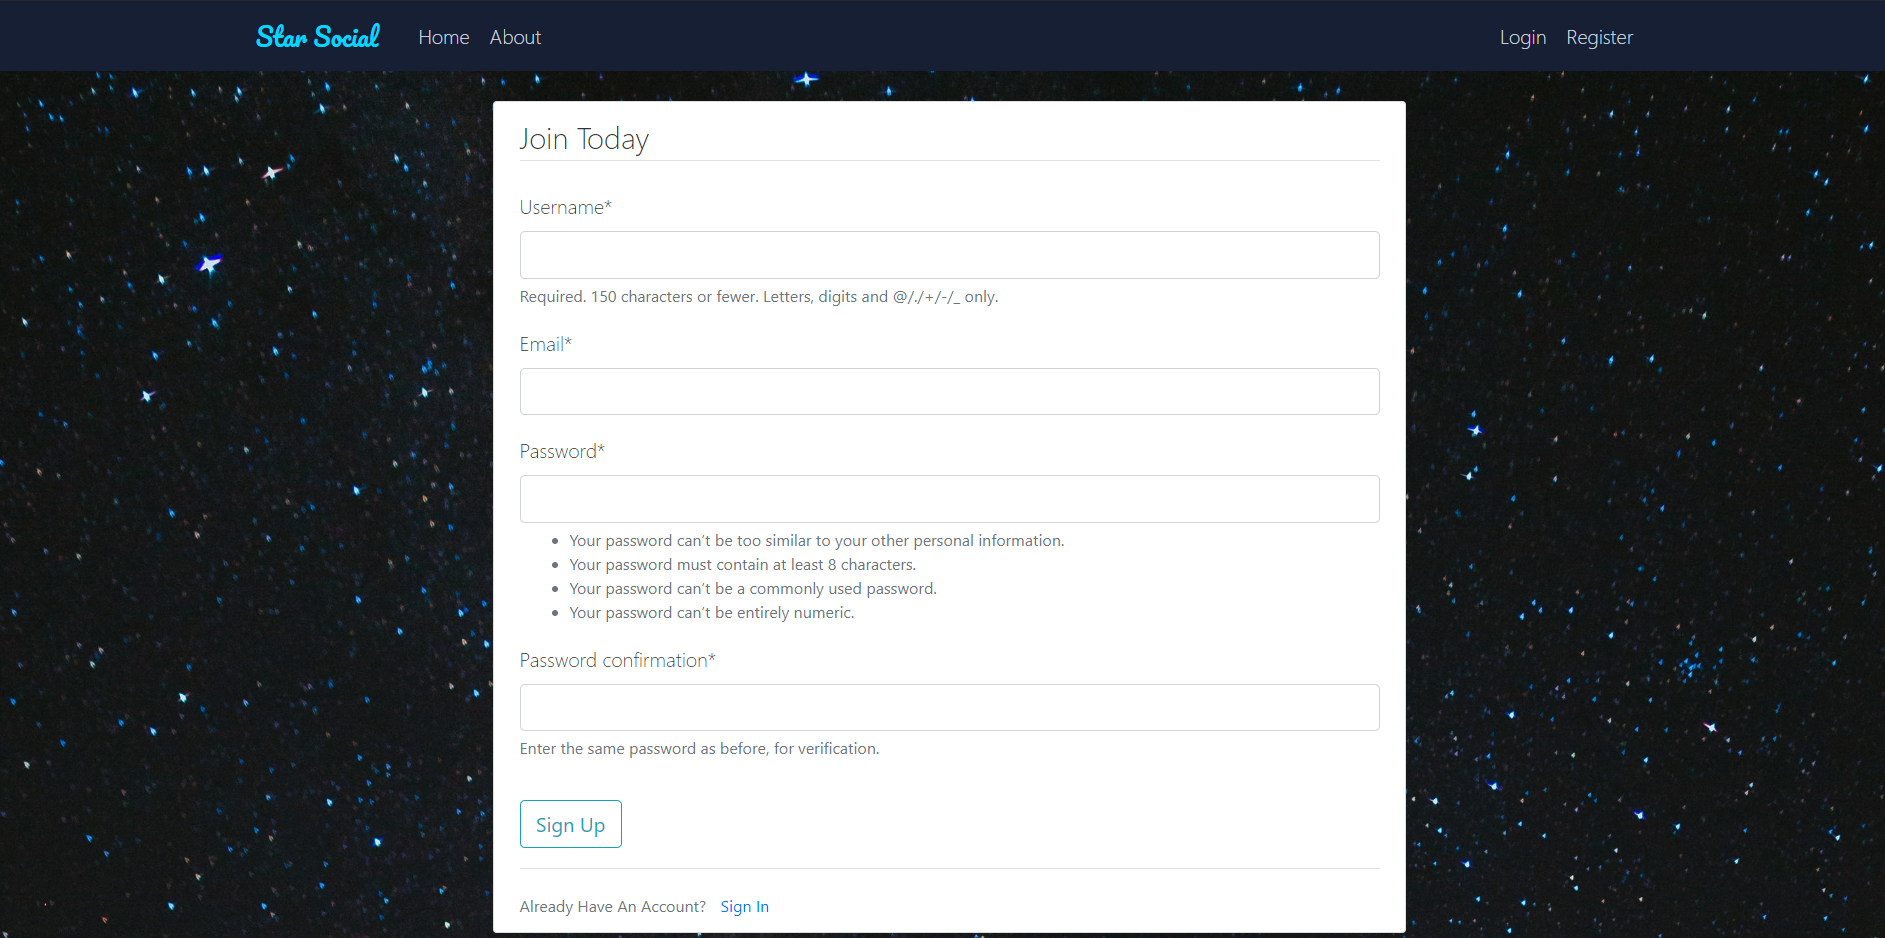 Star Social Home About Login Register
Join Today
Username*
Required. 150 characters or fewer. Letters, digits and @/./+/-/_ only.
Email*
Password*
Your password can't be too similar to your other personal information.
Your password must contain at least 8 characters.
Your password can't be a commonly used password.
Your password can't be entirely numeric.
Password confirmation*
Enter the same password as before, for verification.
Sign Up
Already Have An Account? Sign In